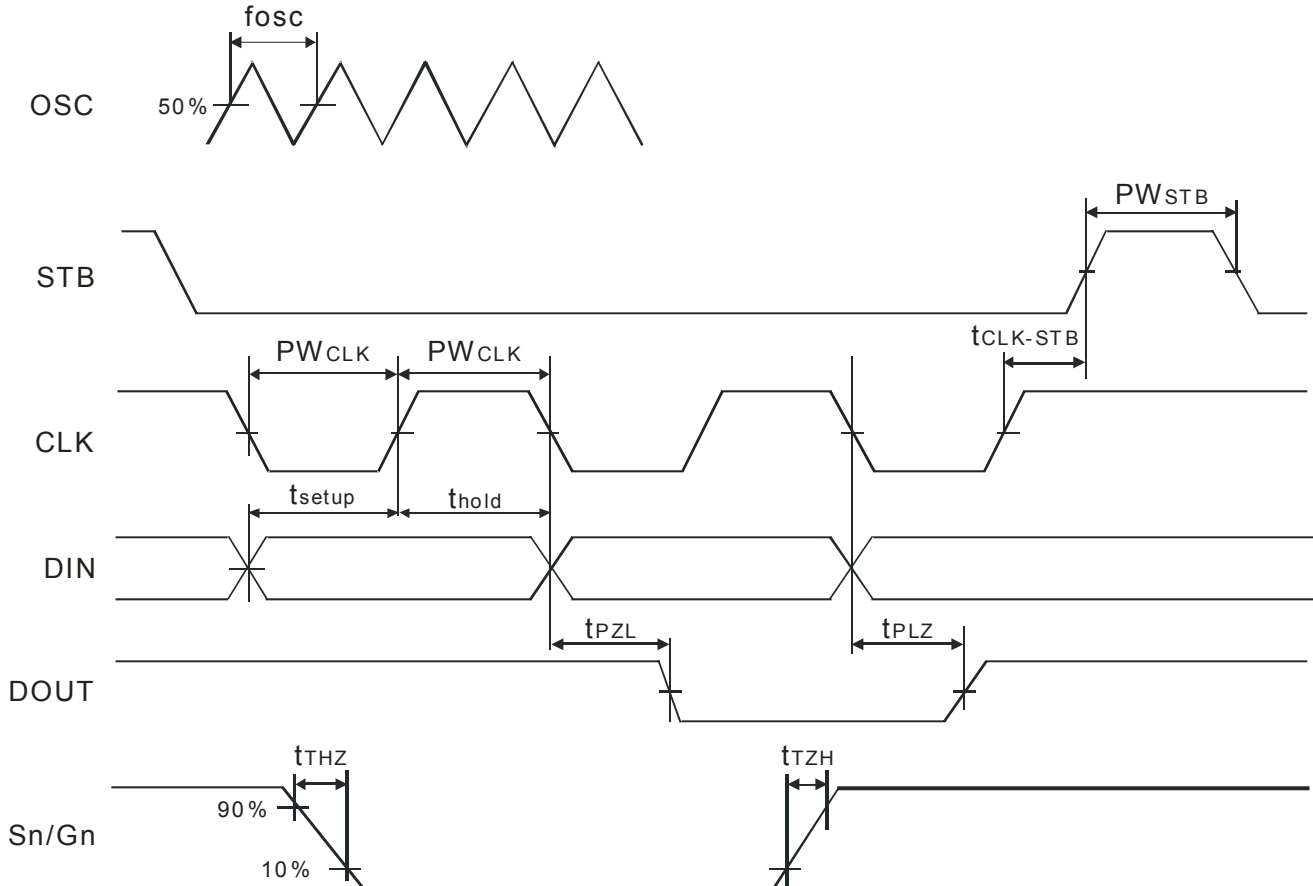 fosc
OSC
50%
PWSTB
STB
tCLK-STB
PWCLK PWCLK
CLK
tsetup thold
DIN
tPZL tPLZ
DOUT
tTHZ tTZH
90%
Sn/Gn
10%